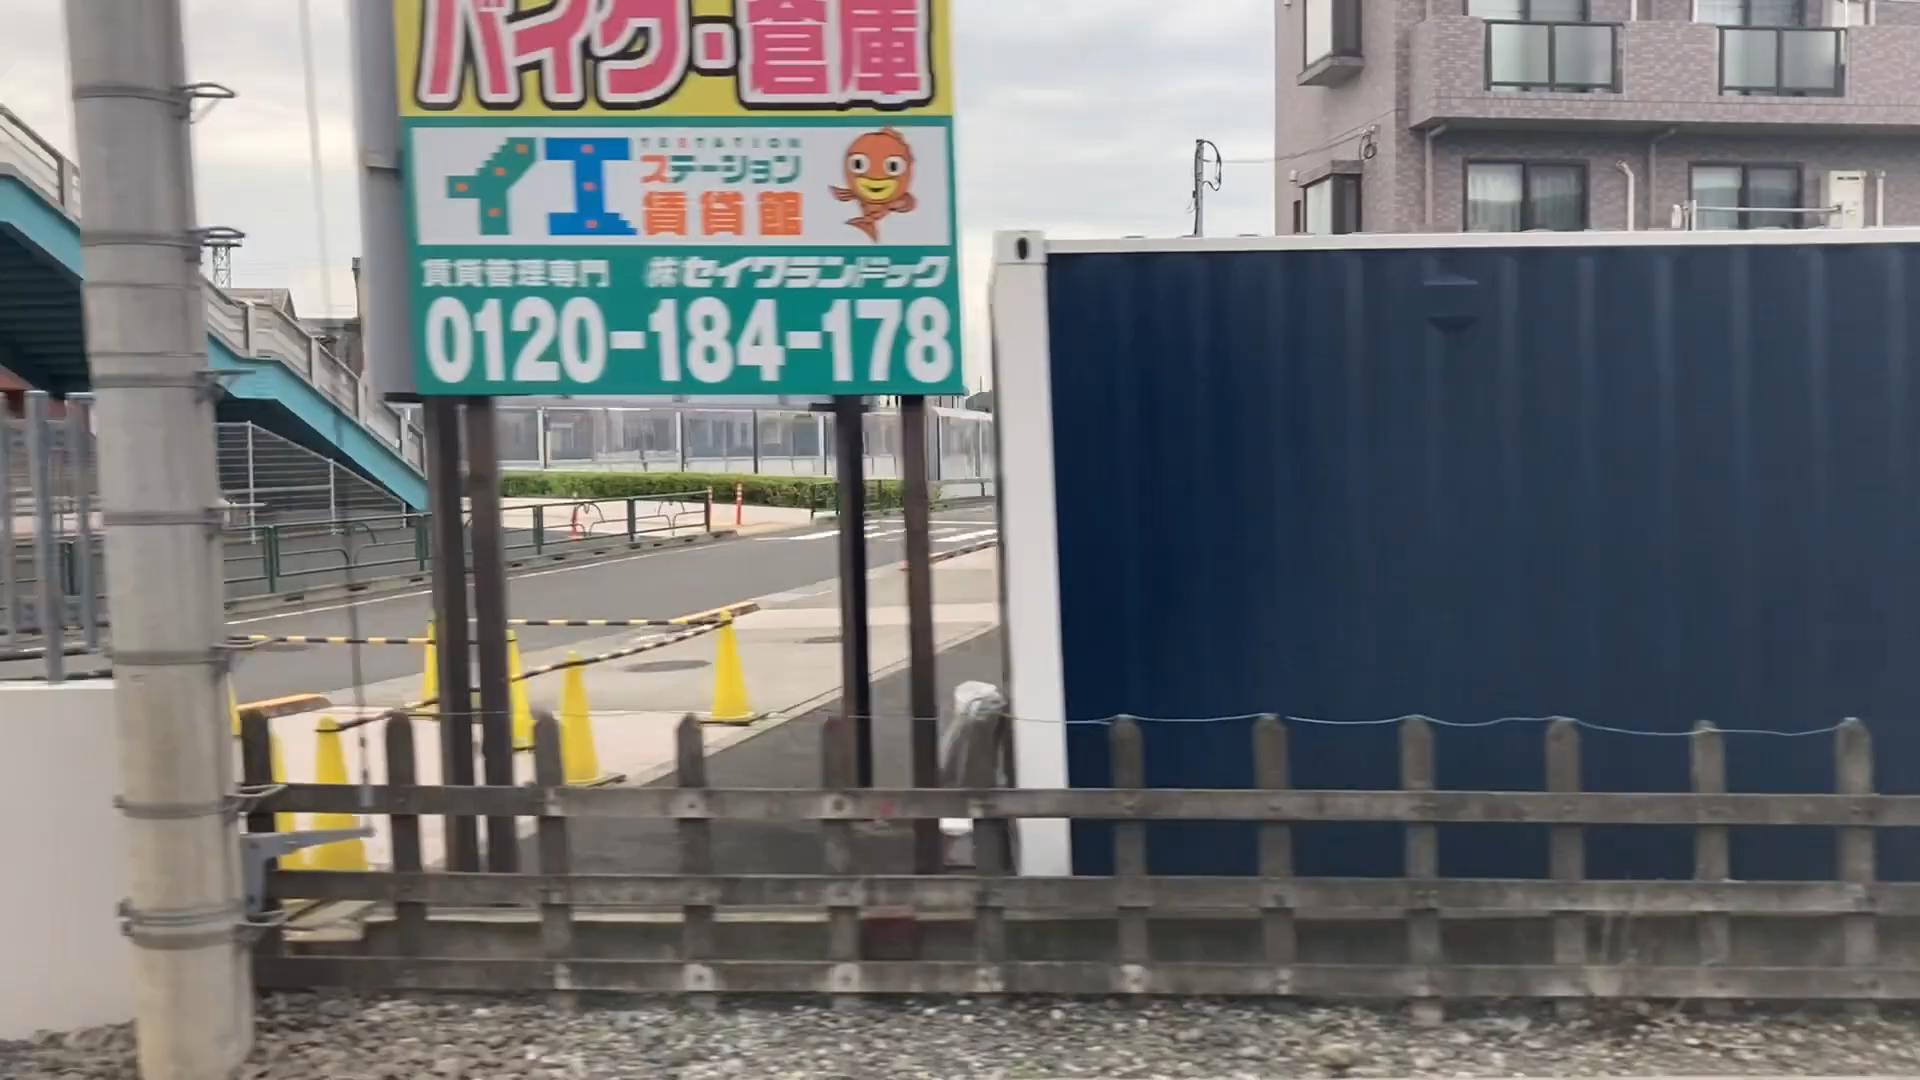 バイク・倉庫
イエ
YESTATION
ステーション
賃貸館
賃貸管理専門 ㈱セイワランドック
0120-184-178